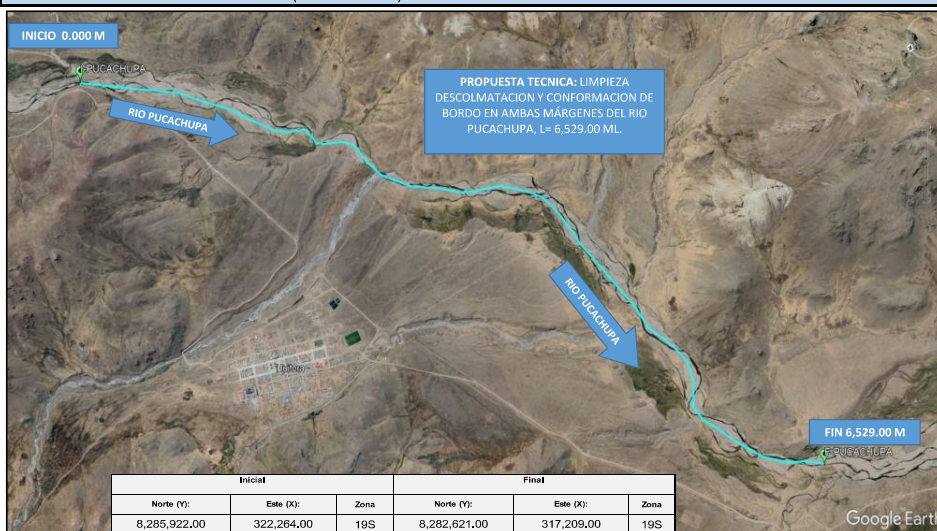 INICIO 0.000 M
I-PUCACHUPA
RIO PUCACHUPA
PROPUESTA TECNICA: LIMPIEZA
DESCOLMATACION Y CONFORMACION DE
BORDO EN AMBAS MÁRGENES DEL RIO
PUCACHUPA, L= 6,529.00 ML.
RIO PUCACHUPA
FIN 6,529.00 M
F-PUCACHUPA
Inicial Final
Norte (Y): Este (X): Zona Norte (Y): Este (X): Zona
8,285,922.00 322,264.00 19S 8,282,621.00 317,209.00 19S
Google Earth